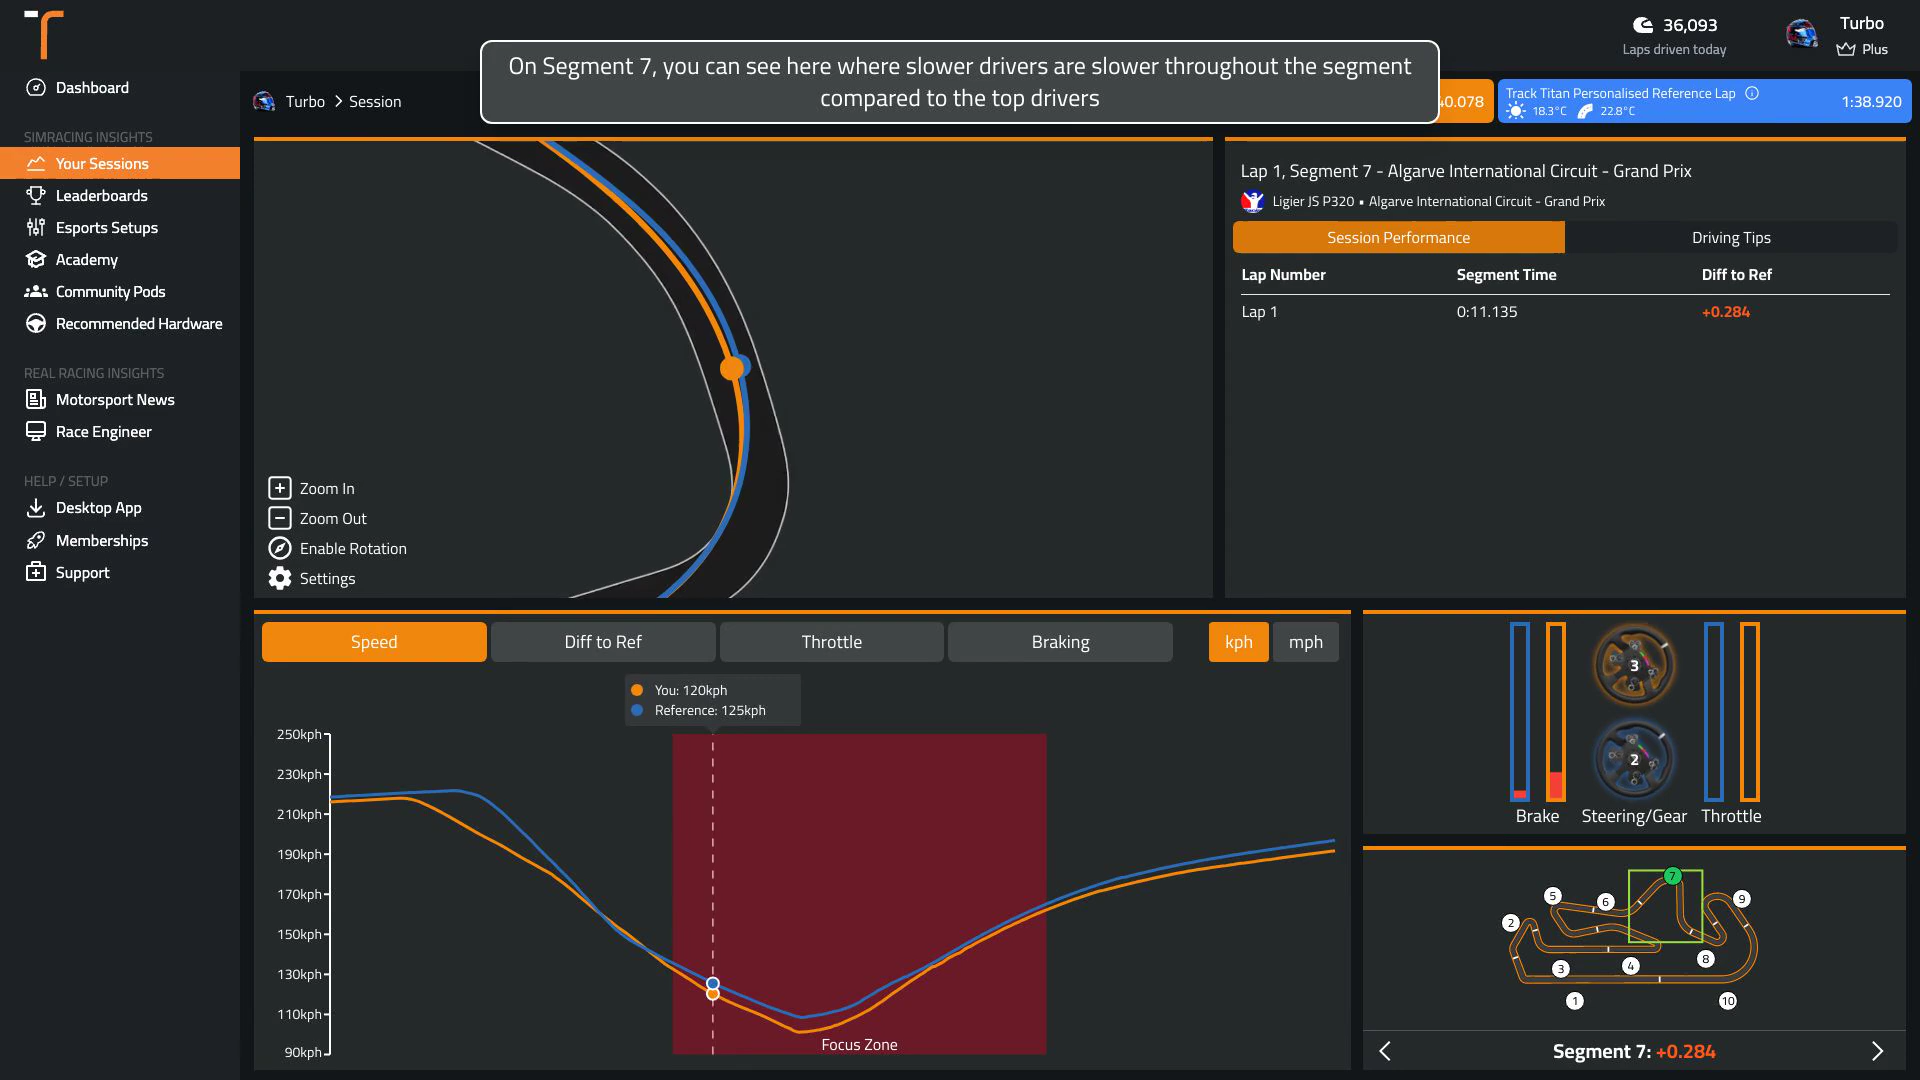 36,093
Laps driven today
Turbo
Plus
On Segment 7, you can see here where slower drivers are slower throughout the segment
compared to the top drivers
Dashboard
SIMRACING INSIGHTS
Your Sessions
Leaderboards
Esports Setups
Academy
Community Pods
Recommended Hardware
REAL RACING INSIGHTS
Motorsport News
Race Engineer
HELP / SETUP
Desktop App
Memberships
Support
Turbo > Session
Track Titan Personalised Reference Lap
18.3°C 22.8°C
1:38.920
Zoom In
Zoom Out
Enable Rotation
Settings
Lap 1, Segment 7 - Algarve International Circuit - Grand Prix
Ligier JS P320 • Algarve International Circuit - Grand Prix
Session Performance Driving Tips
Lap Number Segment Time Diff to Ref
Lap 1 0:11.135 +0.284
Speed Diff to Ref Throttle Braking kph mph
You: 120kph
Reference: 125kph
250kph
230kph
210kph
190kph
170kph
150kph
130kph
110kph
90kph
Focus Zone
3
2
Brake Steering/Gear Throttle
7
5
6
9
2
8
4
3
1
10
Segment 7: +0.284